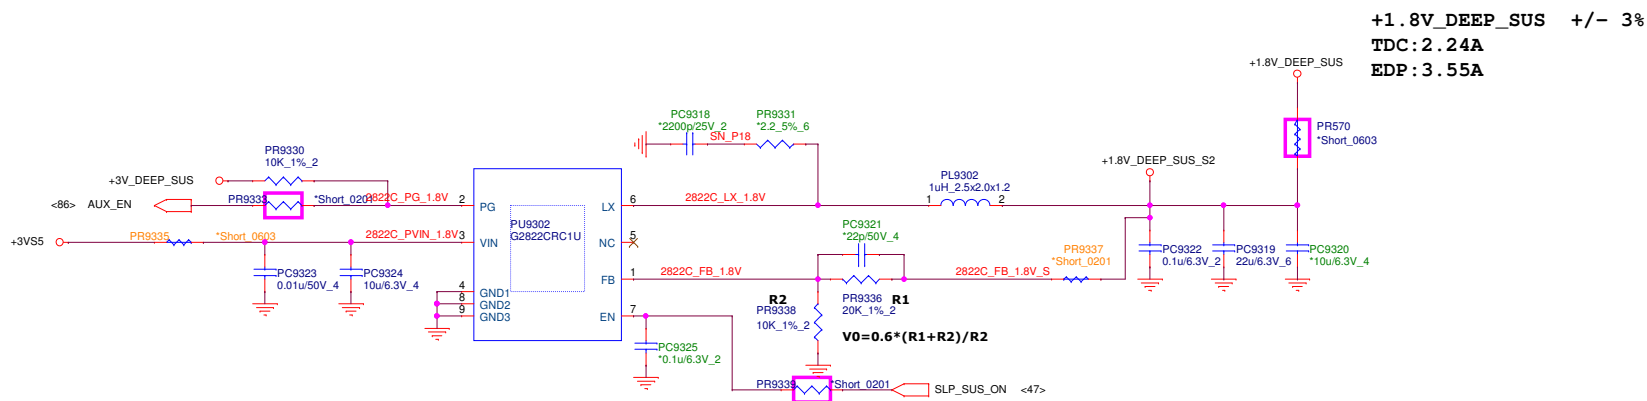 +1.8V_DEEP_SUS +/- 3%
TDC:2.24A
EDP:3.55A
+1.8V_DEEP_SUS
PR570
*Short_0603
PC9318
*2200p/25V_2
SN_P18
PR9331
*2.2_5%_6
+1.8V_DEEP_SUS_S2
PR9330
10K_1%_2
+3V_DEEP_SUS
<86> AUX_EN
PR9333
*Short_0201
2822C_PG_1.8V
2
PG
+3VS5
PR9335
*Short_0603
2822C_PVIN_1.8V
3
VIN
PC9323
0.01u/50V_4
PC9324
10u/6.3V_4
4
GND1
8
GND2
9
GND3
PU9302
G2822CRC1U
LX
6
2822C_LX_1.8V
PL9302
1uH_2.5x2.0x1.2
1
2
NC
5
FB
1
2822C_FB_1.8V
PC9321
*22p/50V_4
2822C_FB_1.8V_S
PR9337
*Short_0201
PC9322
0.1u/6.3V_2
PC9319
22u/6.3V_6
PC9320
*10u/6.3V_4
R2
PR9338
10K_1%_2
PR9336
20K_1%_2
R1
V0=0.6*(R1+R2)/R2
EN
7
PC9325
*0.1u/6.3V_2
PR9339
*Short_0201
SLP_SUS_ON <47>